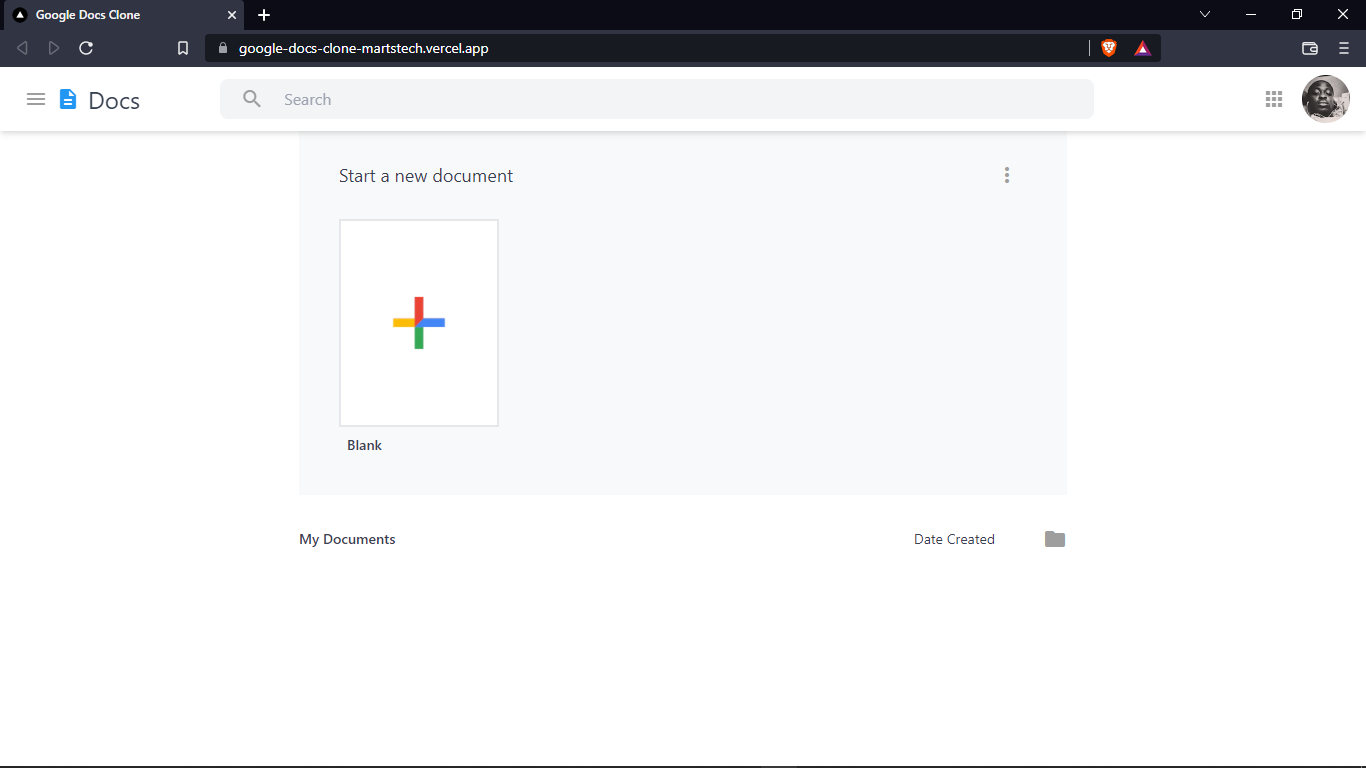 Google Docs Clone
google-docs-clone-martstech.vercel.app
Docs
Search
Start a new document
Blank
My Documents Date Created